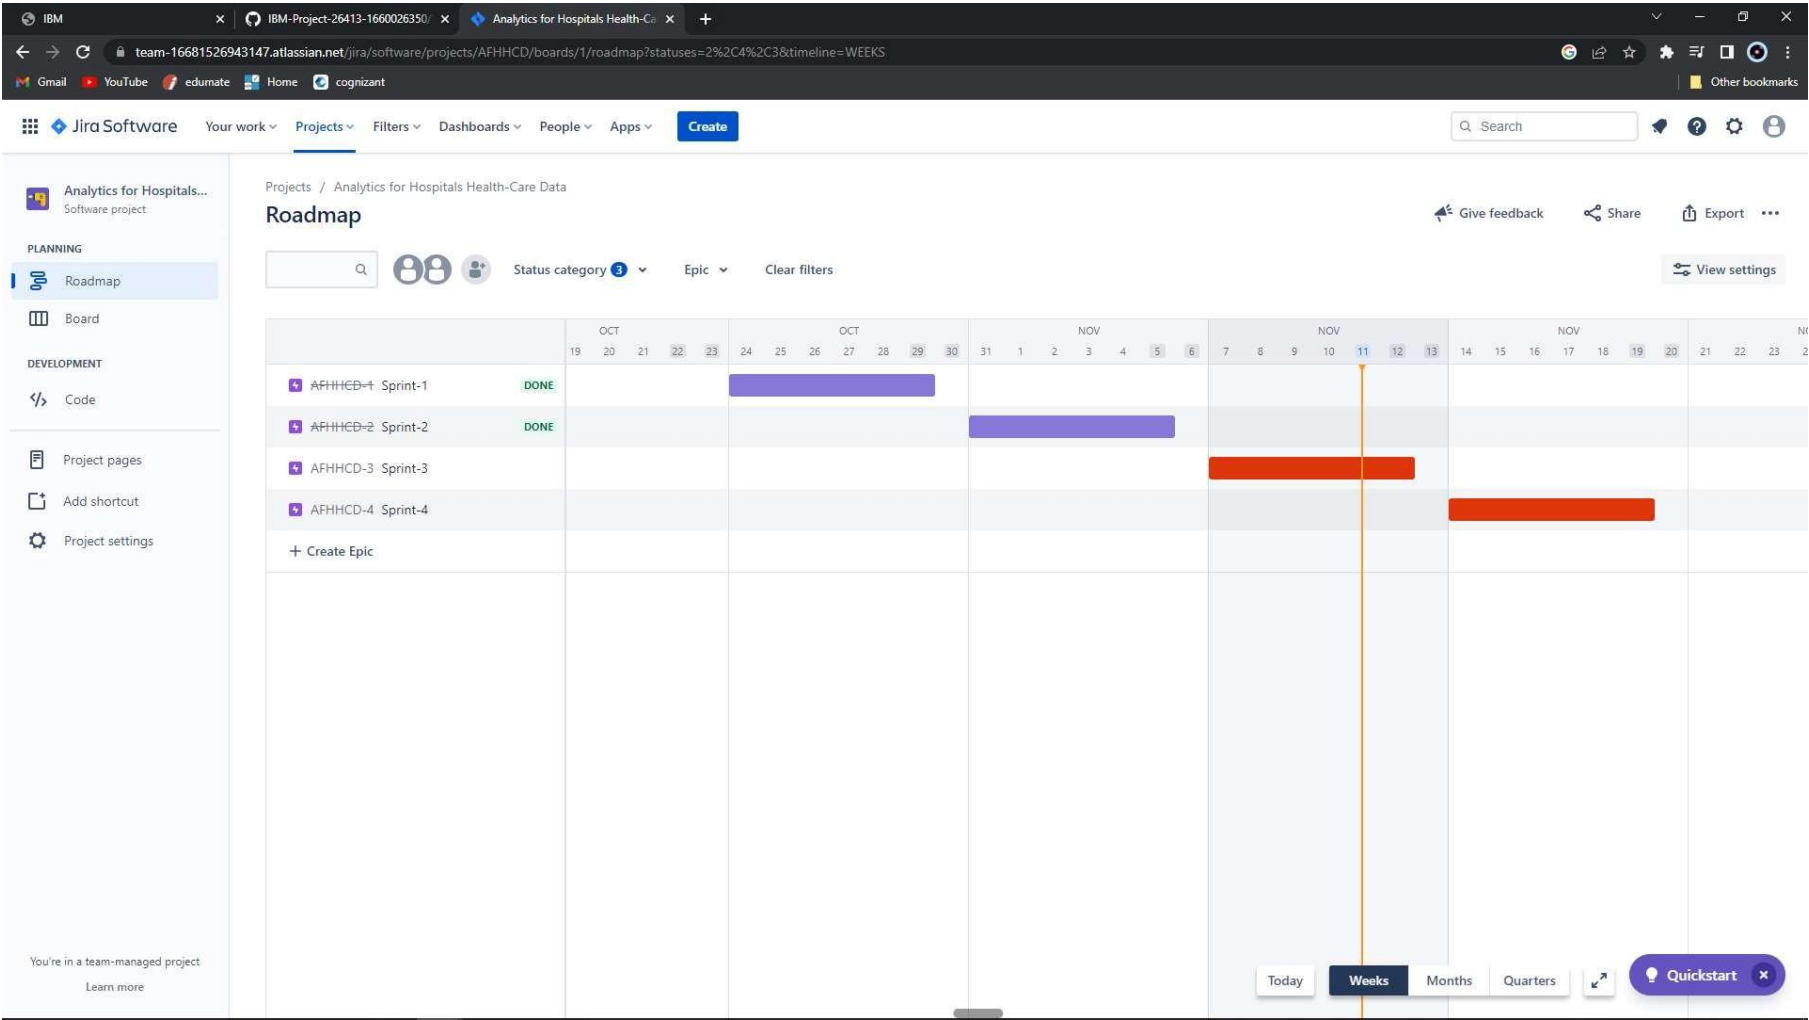 IBM
IBM-Project-26413-1660026350/
Analytics for Hospitals Health-Ca
team-16681526943147.atlassian.net/jira/software/projects/AFHHCD/boards/1/roadmap?statuses=2%2C4%2C3&timeline=WEEKS
Gmail YouTube edumate Home cognizant Other bookmarks
Jira Software Your work Projects Filters Dashboards People Apps Create Search
Analytics for Hospitals...
Software project
PLANNING
Roadmap
Board
DEVELOPMENT
Code
Project pages
Add shortcut
Project settings
You're in a team-managed project
Learn more
Projects / Analytics for Hospitals Health-Care Data
Roadmap
Give feedback Share Export
Status category 3 Epic Clear filters View settings
OCT OCT NOV NOV NOV
19 20 21 22 23 24 25 26 27 28 29 30 31 1 2 3 4 5 6 7 8 9 10 11 12 13 14 15 16 17 18 19 20 21 22 23
AFHHCD-1 Sprint-1 DONE
AFHHCD-2 Sprint-2 DONE
AFHHCD-3 Sprint-3
AFHHCD-4 Sprint-4
+ Create Epic
Today Weeks Months Quarters Quickstart